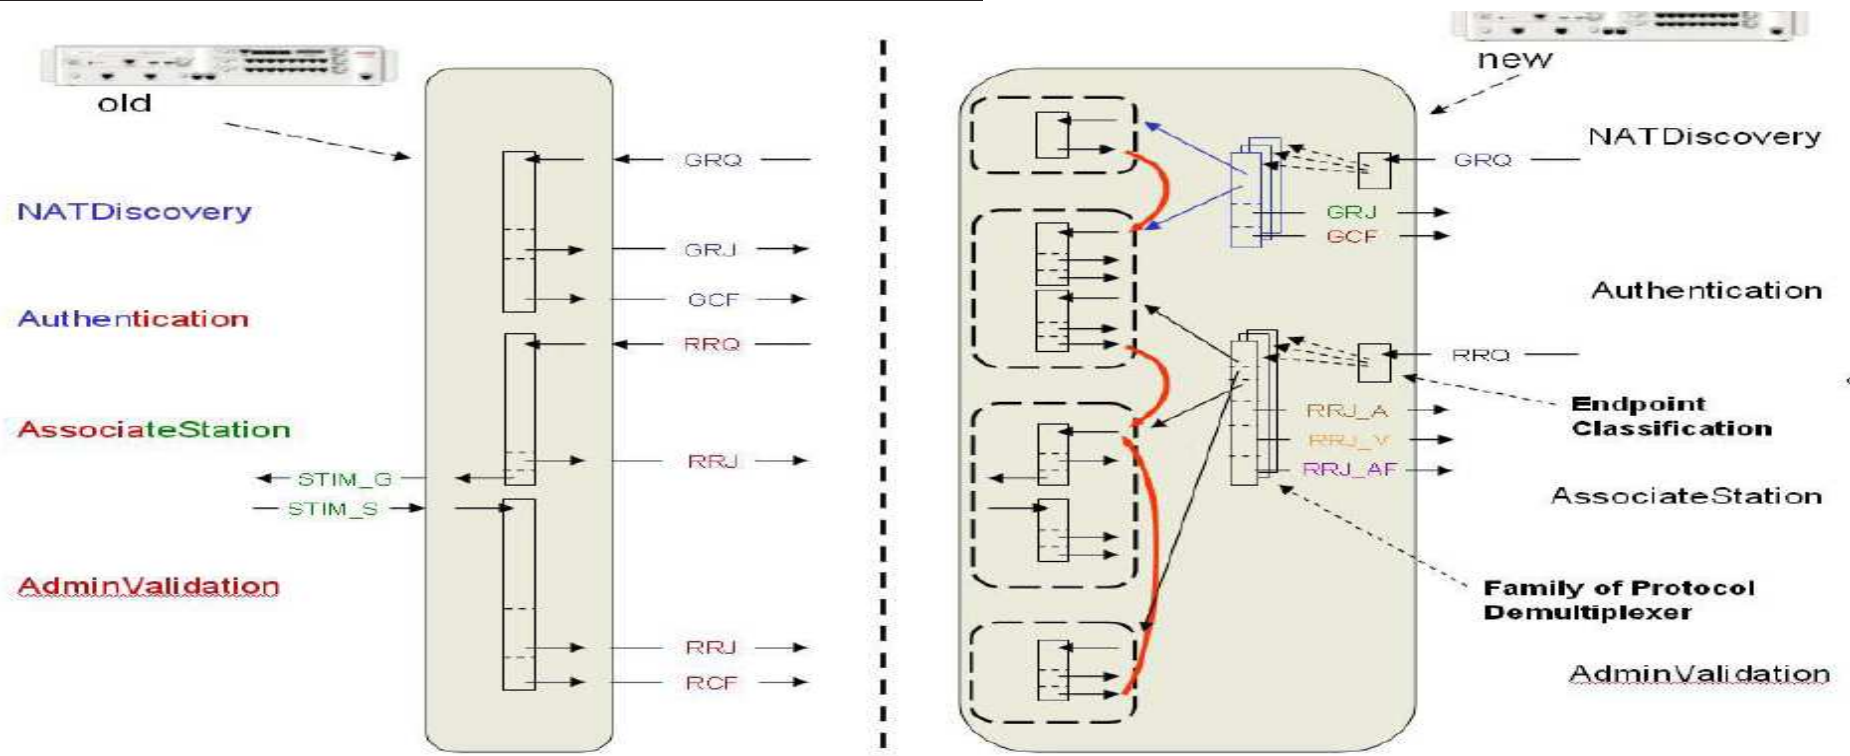 old
NATDiscovery
Authentication
AssociateStation
AdminValidation
GRQ
GRJ
GCF
RRQ
RRJ
STIM_G
STIM_S
RRJ
RCF
new
NATDiscovery
GRQ
GRJ
GCF
Authentication
RRQ
Endpoint
Classification
RRJ_A
RRJ_V
RRJ_AF
AssociateStation
Family of Protocol
Demultiplexer
AdminValidation